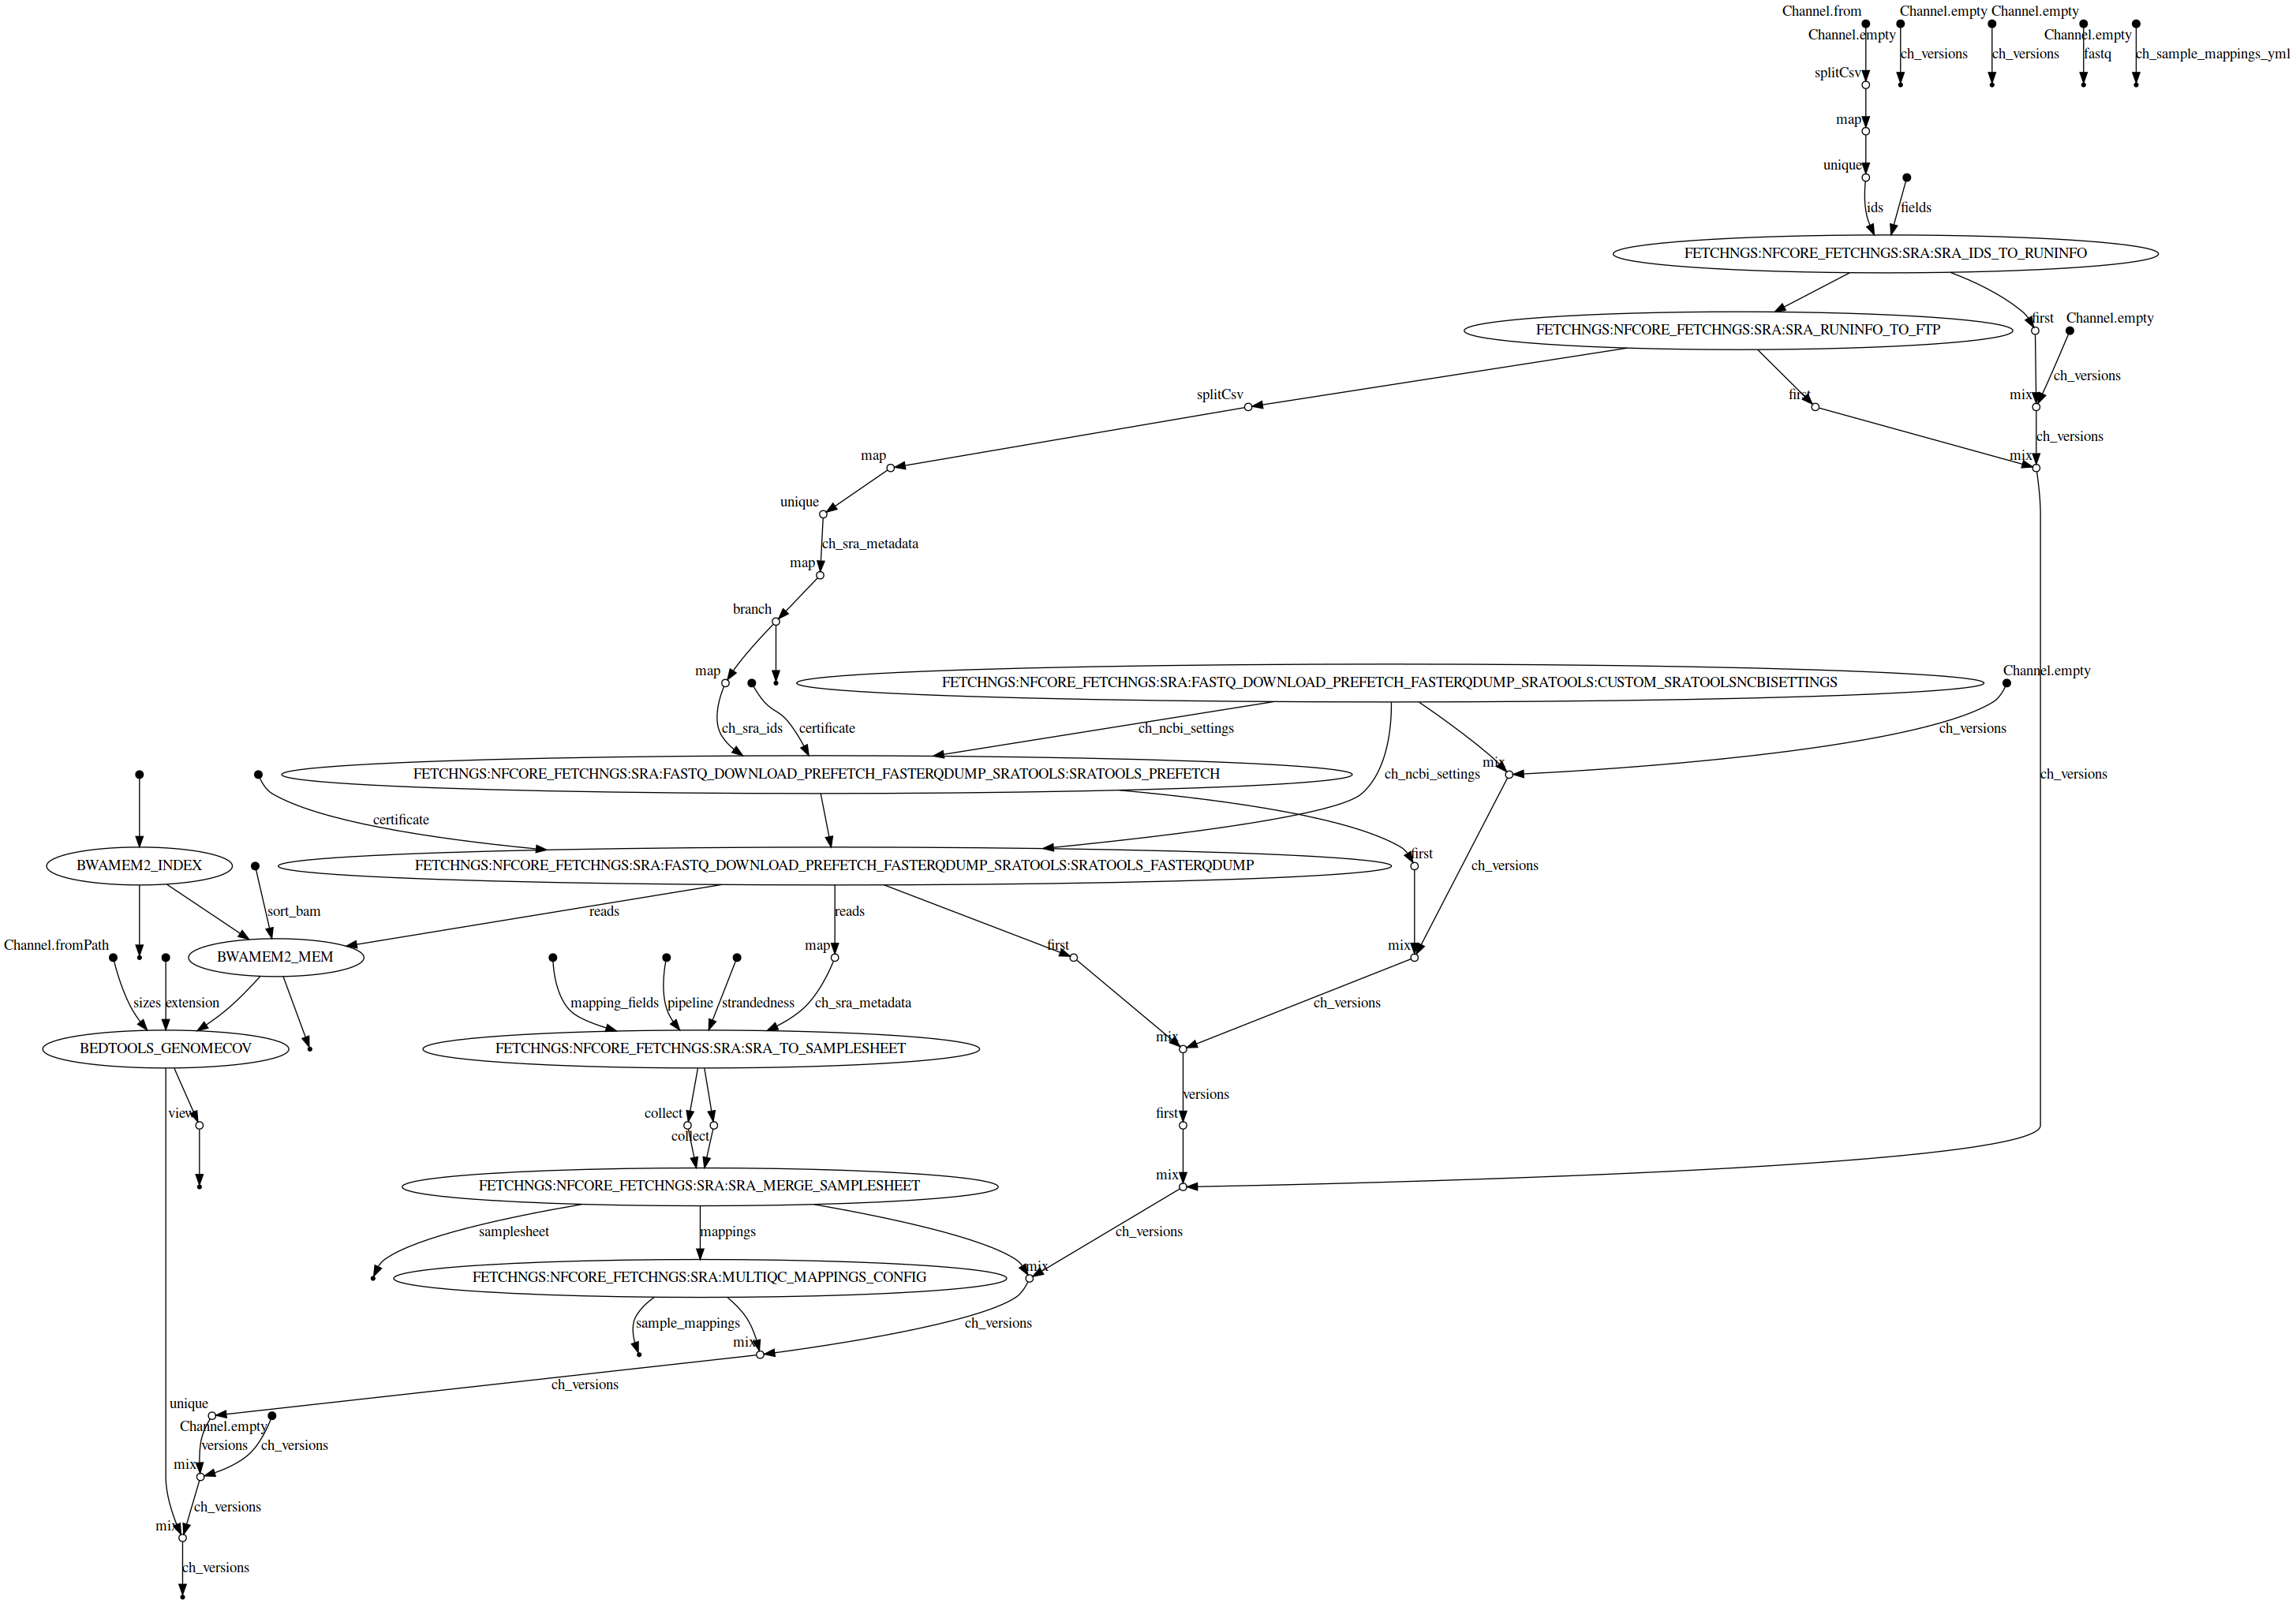 Channel.from
Channel.empty
Channel.empty
Channel.empty
Channel.empty
ch_versions
ch_versions
fastq
ch_sample_mappings_yml
splitCsv
map
unique
ids
fields
FETCHNGS:NFCORE_FETCHNGS:SRA:SRA_IDS_TO_RUNINFO
first
Channel.empty
FETCHNGS:NFCORE_FETCHNGS:SRA:SRA_RUNINFO_TO_FTP
ch_versions
splitCsv
first
mix
ch_versions
map
mix
unique
ch_sra_metadata
map
branch
map
Channel.empty
FETCHNGS:NFCORE_FETCHNGS:SRA:FASTQ_DOWNLOAD_PREFETCH_FASTERQDUMP_SRATOOLS:CUSTOM_SRATOOLSNCBISETTINGS
ch_sra_ids
certificate
ch_ncbi_settings
ch_versions
mix
FETCHNGS:NFCORE_FETCHNGS:SRA:FASTQ_DOWNLOAD_PREFETCH_FASTERQDUMP_SRATOOLS:SRATOOLS_PREFETCH
ch_ncbi_settings
ch_versions
certificate
first
BWAMEM2_INDEX
FETCHNGS:NFCORE_FETCHNGS:SRA:FASTQ_DOWNLOAD_PREFETCH_FASTERQDUMP_SRATOOLS:SRATOOLS_FASTERQDUMP
ch_versions
sort_bam
reads
reads
Channel.fromPath
map
first
mix
BWAMEM2_MEM
sizes
extension
mapping_fields
pipeline
strandedness
ch_sra_metadata
ch_versions
mix
BEDTOOLS_GENOMECOV
FETCHNGS:NFCORE_FETCHNGS:SRA:SRA_TO_SAMPLESHEET
versions
view
collect
first
collect
mix
FETCHNGS:NFCORE_FETCHNGS:SRA:SRA_MERGE_SAMPLESHEET
samplesheet
mappings
ch_versions
mix
FETCHNGS:NFCORE_FETCHNGS:SRA:MULTIQC_MAPPINGS_CONFIG
sample_mappings
ch_versions
mix
ch_versions
unique
Channel.empty
versions
ch_versions
mix
ch_versions
mix
ch_versions